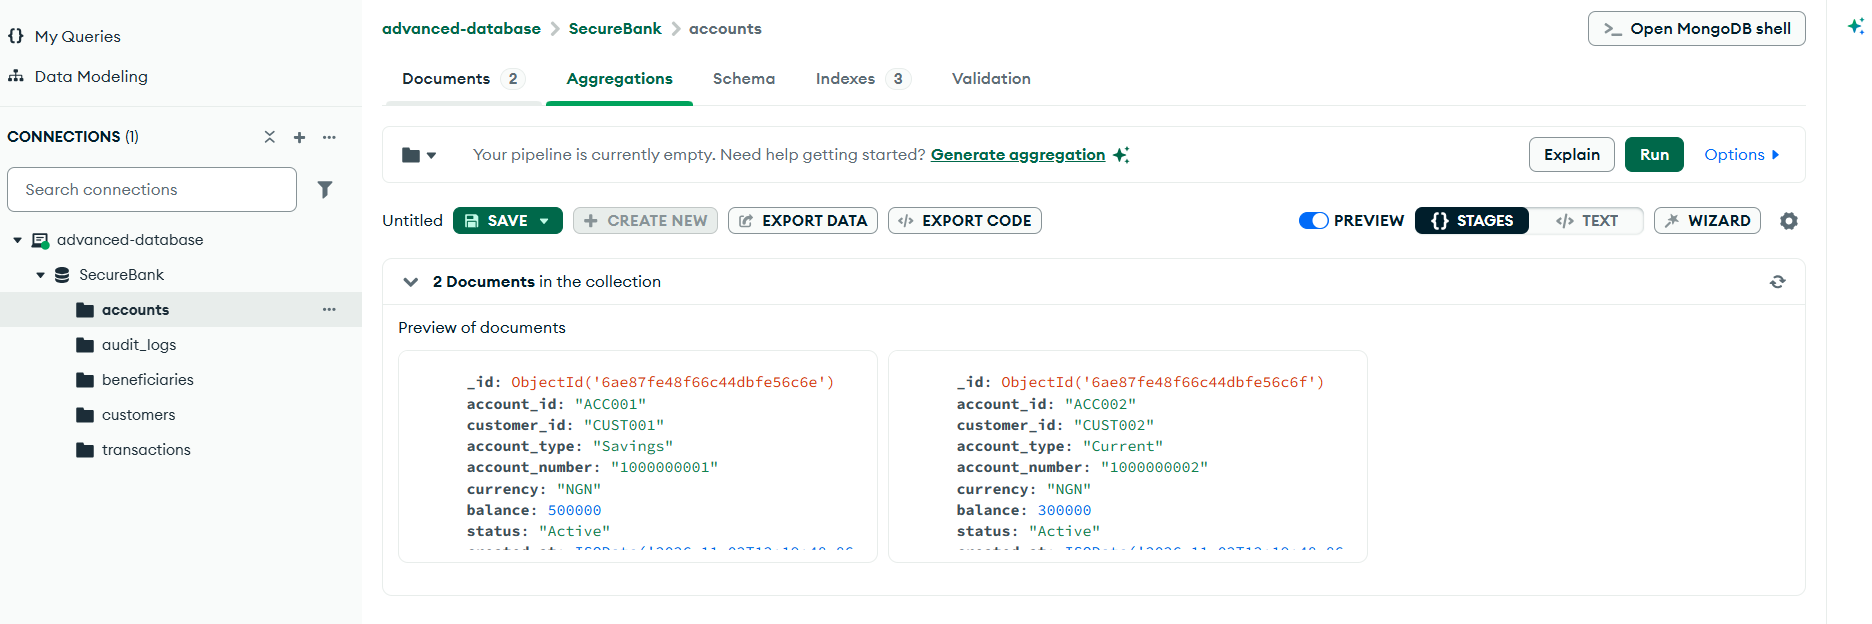 My Queries
Data Modeling
CONNECTIONS (1)
Search connections
advanced-database
SecureBank
accounts
audit_logs
beneficiaries
customers
transactions
advanced-database > SecureBank > accounts
>_ Open MongoDB shell
Documents 2 Aggregations Schema Indexes 3 Validation
Your pipeline is currently empty. Need help getting started? Generate aggregation
Explain Run Options
Untitled SAVE + CREATE NEW EXPORT DATA </> EXPORT CODE PREVIEW {} STAGES </> TEXT WIZARD
2 Documents in the collection
Preview of documents
_id: ObjectId('6ae87fe48f66c44dbfe56c6e')
account_id: "ACC001"
customer_id: "CUST001"
account_type: "Savings"
account_number: "1000000001"
currency: "NGN"
balance: 500000
status: "Active"
_id: ObjectId('6ae87fe48f66c44dbfe56c6f')
account_id: "ACC002"
customer_id: "CUST002"
account_type: "Current"
account_number: "1000000002"
currency: "NGN"
balance: 300000
status: "Active"